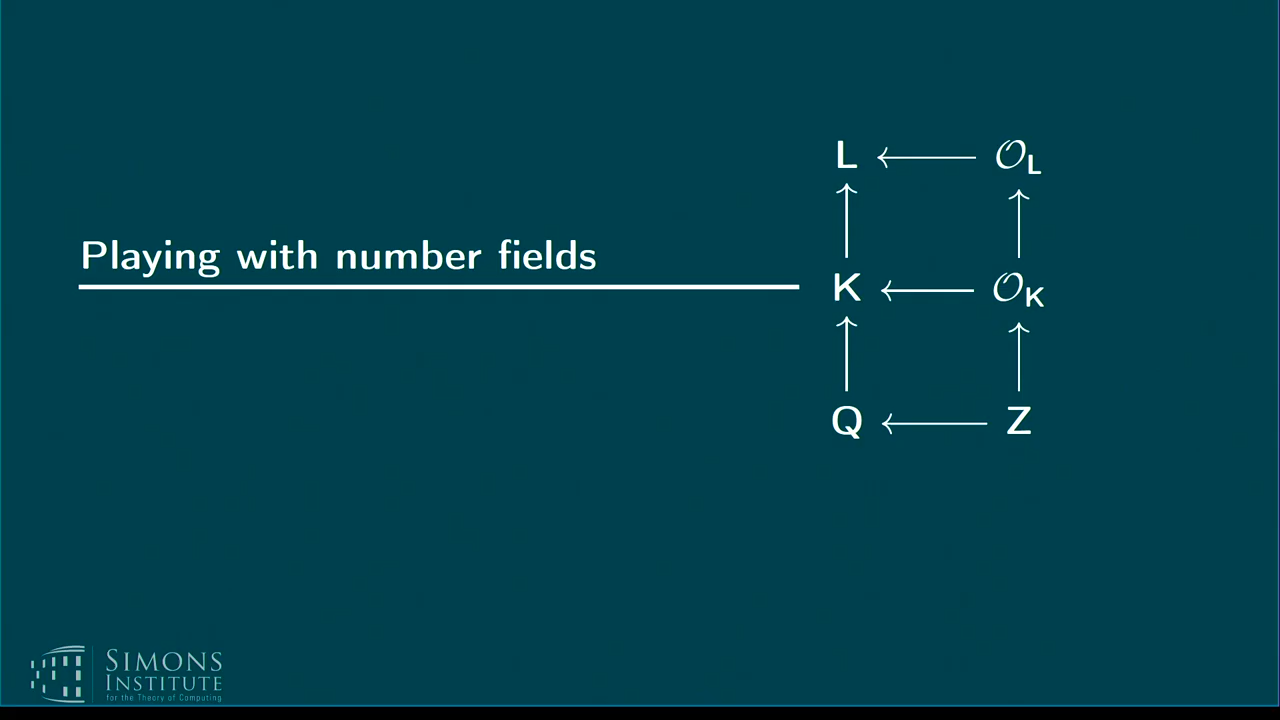 Playing with number fields
L ← 𝒪_L
↑ ↑
K ← 𝒪_K
↑ ↑
Q ← Z
SIMONS
INSTITUTE
for the Theory of Computing